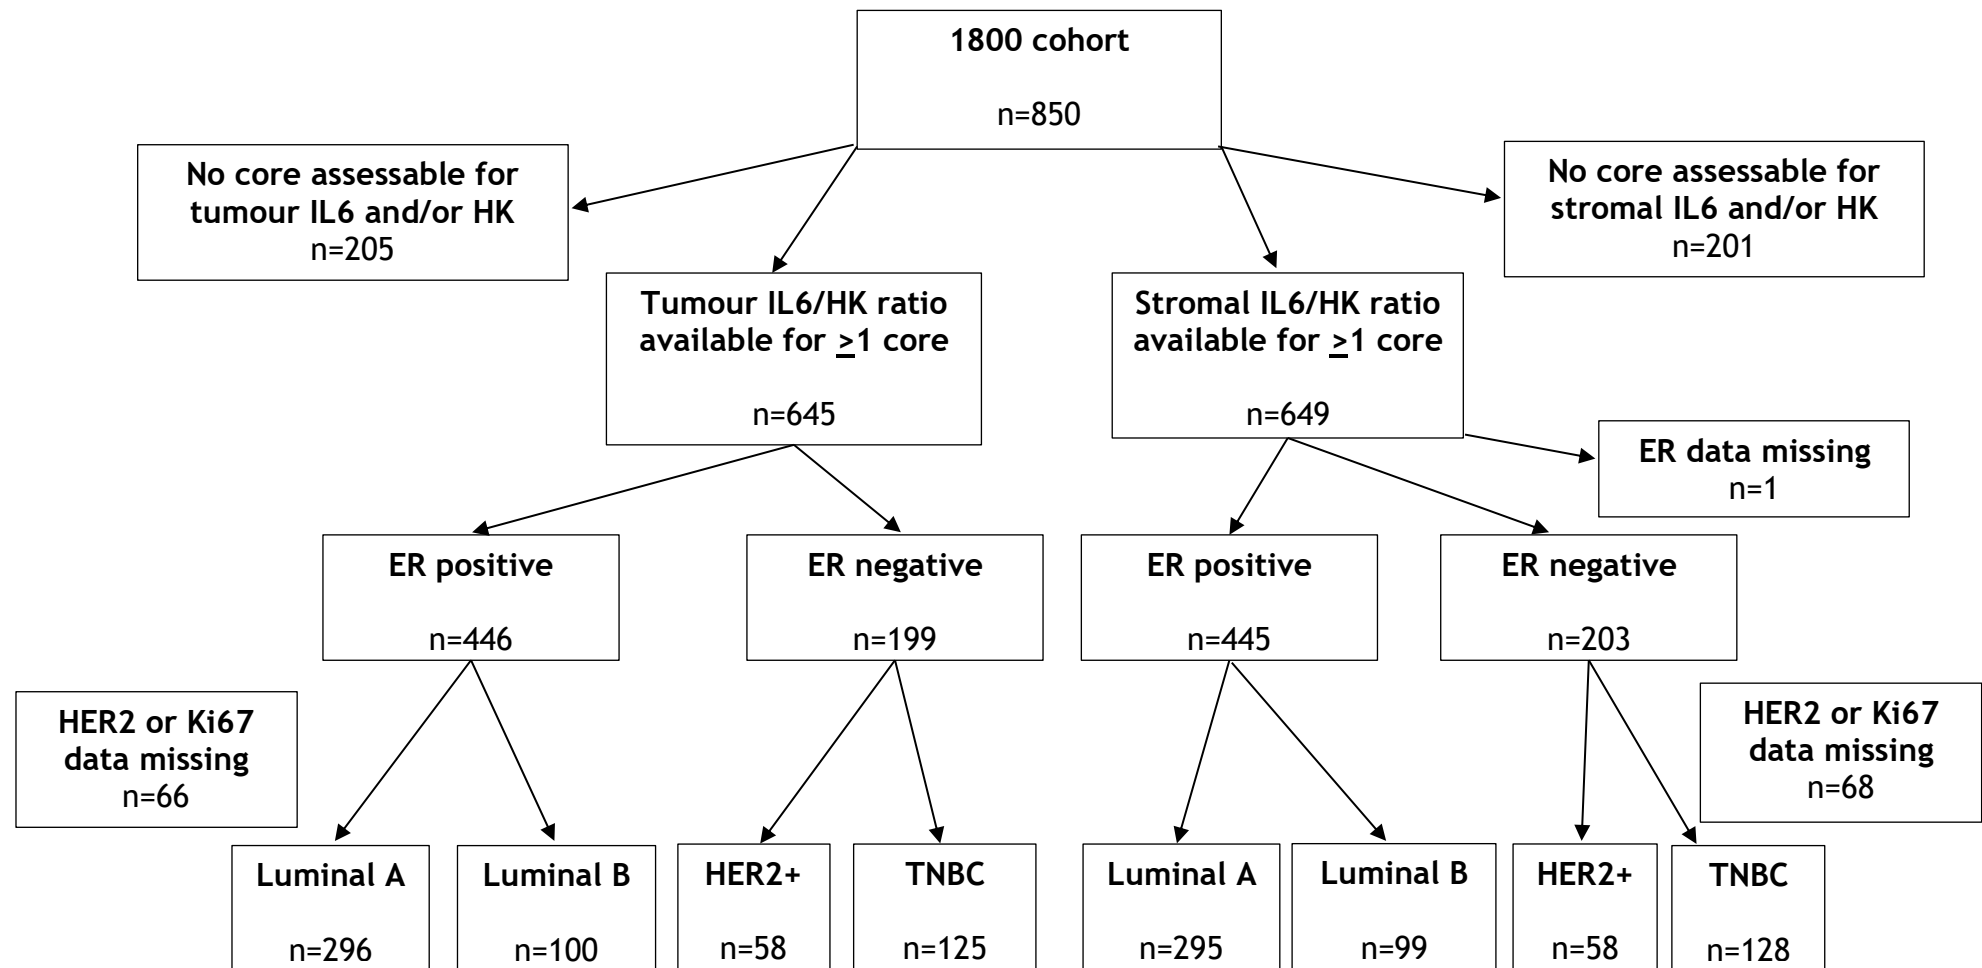 1800 cohort
n=850
No core assessable for
tumour IL6 and/or HK
n=205
No core assessable for
stromal IL6 and/or HK
n=201
Tumour IL6/HK ratio
available for ≥1 core
n=645
Stromal IL6/HK ratio
available for ≥1 core
n=649
ER data missing
n=1
ER positive
n=446
ER negative
n=199
ER positive
n=445
ER negative
n=203
HER2 or Ki67
data missing
n=66
HER2 or Ki67
data missing
n=68
Luminal A
n=296
Luminal B
n=100
HER2+
n=58
TNBC
n=125
Luminal A
n=295
Luminal B
n=99
HER2+
n=58
TNBC
n=128